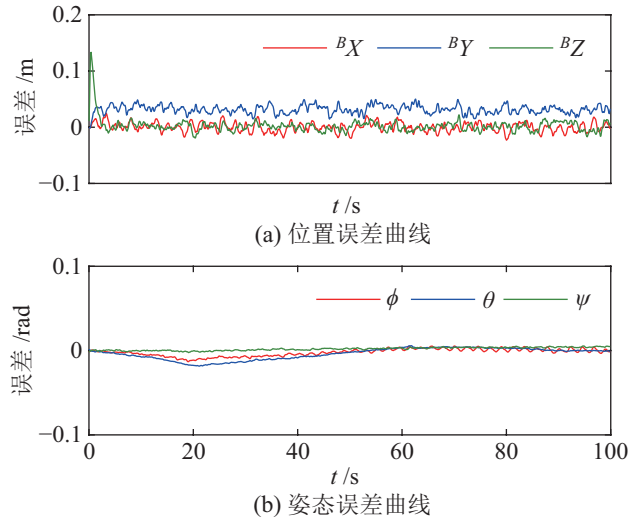 0.2
ᴮX ᴮY ᴮZ
0.1
误差 /m
0
−0.1
t /s
(a) 位置误差曲线
0.1
ϕ θ ψ
误差 /rad
0
−0.1
0 20 40 60 80 100
t /s
(b) 姿态误差曲线